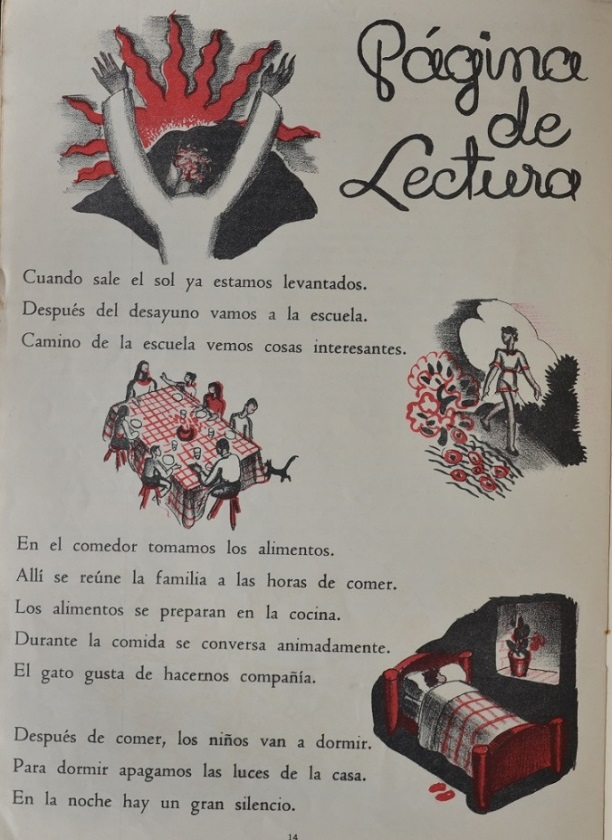 Página
de
Lectura
Cuando sale el sol ya estamos levantados.
Después del desayuno vamos a la escuela.
Camino de la escuela vemos cosas interesantes.
En el comedor tomamos los alimentos.
Allí se reúne la familia a las horas de comer.
Los alimentos se preparan en la cocina.
Durante la comida se conversa animadamente.
El gato gusta de hacernos compañía.
Después de comer, los niños van a dormir.
Para dormir apagamos las luces de la casa.
En la noche hay un gran silencio.
14